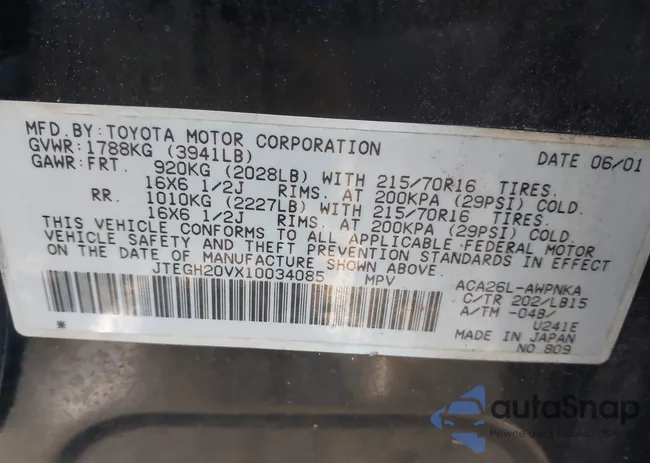 MFD.BY:TOYOTA MOTOR CORPORATION DATE 06/01
GVWR:1788KG (3941LB)
GAWR:FRT. 920KG (2028LB) WITH 215/70R16 TIRES.
16X6 1/2J RIMS. AT 200KPA (29PSI) COLD.
RR. 1010KG (2227LB) WITH 215/70R16 TIRES.
16X6 1/2J RIMS. AT 200KPA (29PSI) COLD.
THIS VEHICLE CONFORMS TO ALL APPLICABLE FEDERAL MOTOR
VEHICLE SAFETY AND THEFT PREVENTION STANDARDS IN EFFECT
ON THE DATE OF MANUFACTURE SHOWN ABOVE.
JTEGH20VX10034085 MPV
ACA26L-AWPNKA
C/TR 202/LB15
A/TM -04B/
U241E
MADE IN JAPAN
NO 809
*
autoSnap